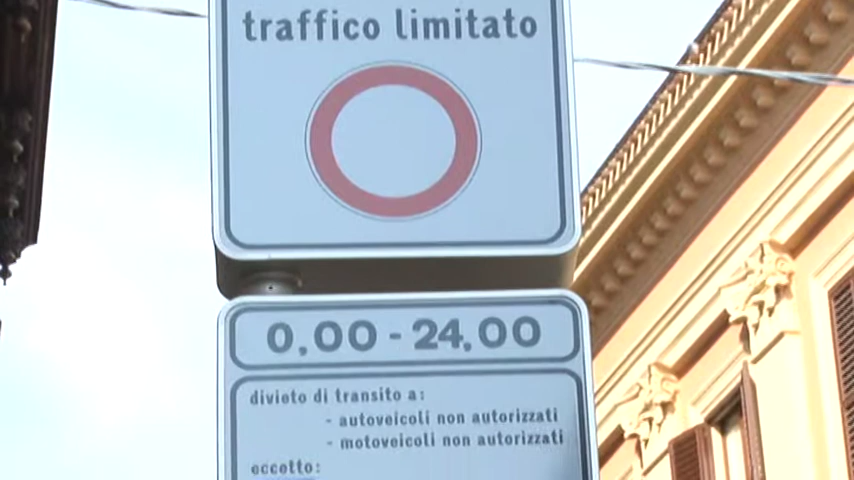 traffico limitato
0,00 - 24,00
divieto di transito a:
- autoveicoli non autorizzati
- motoveicoli non autorizzati
eccetto: